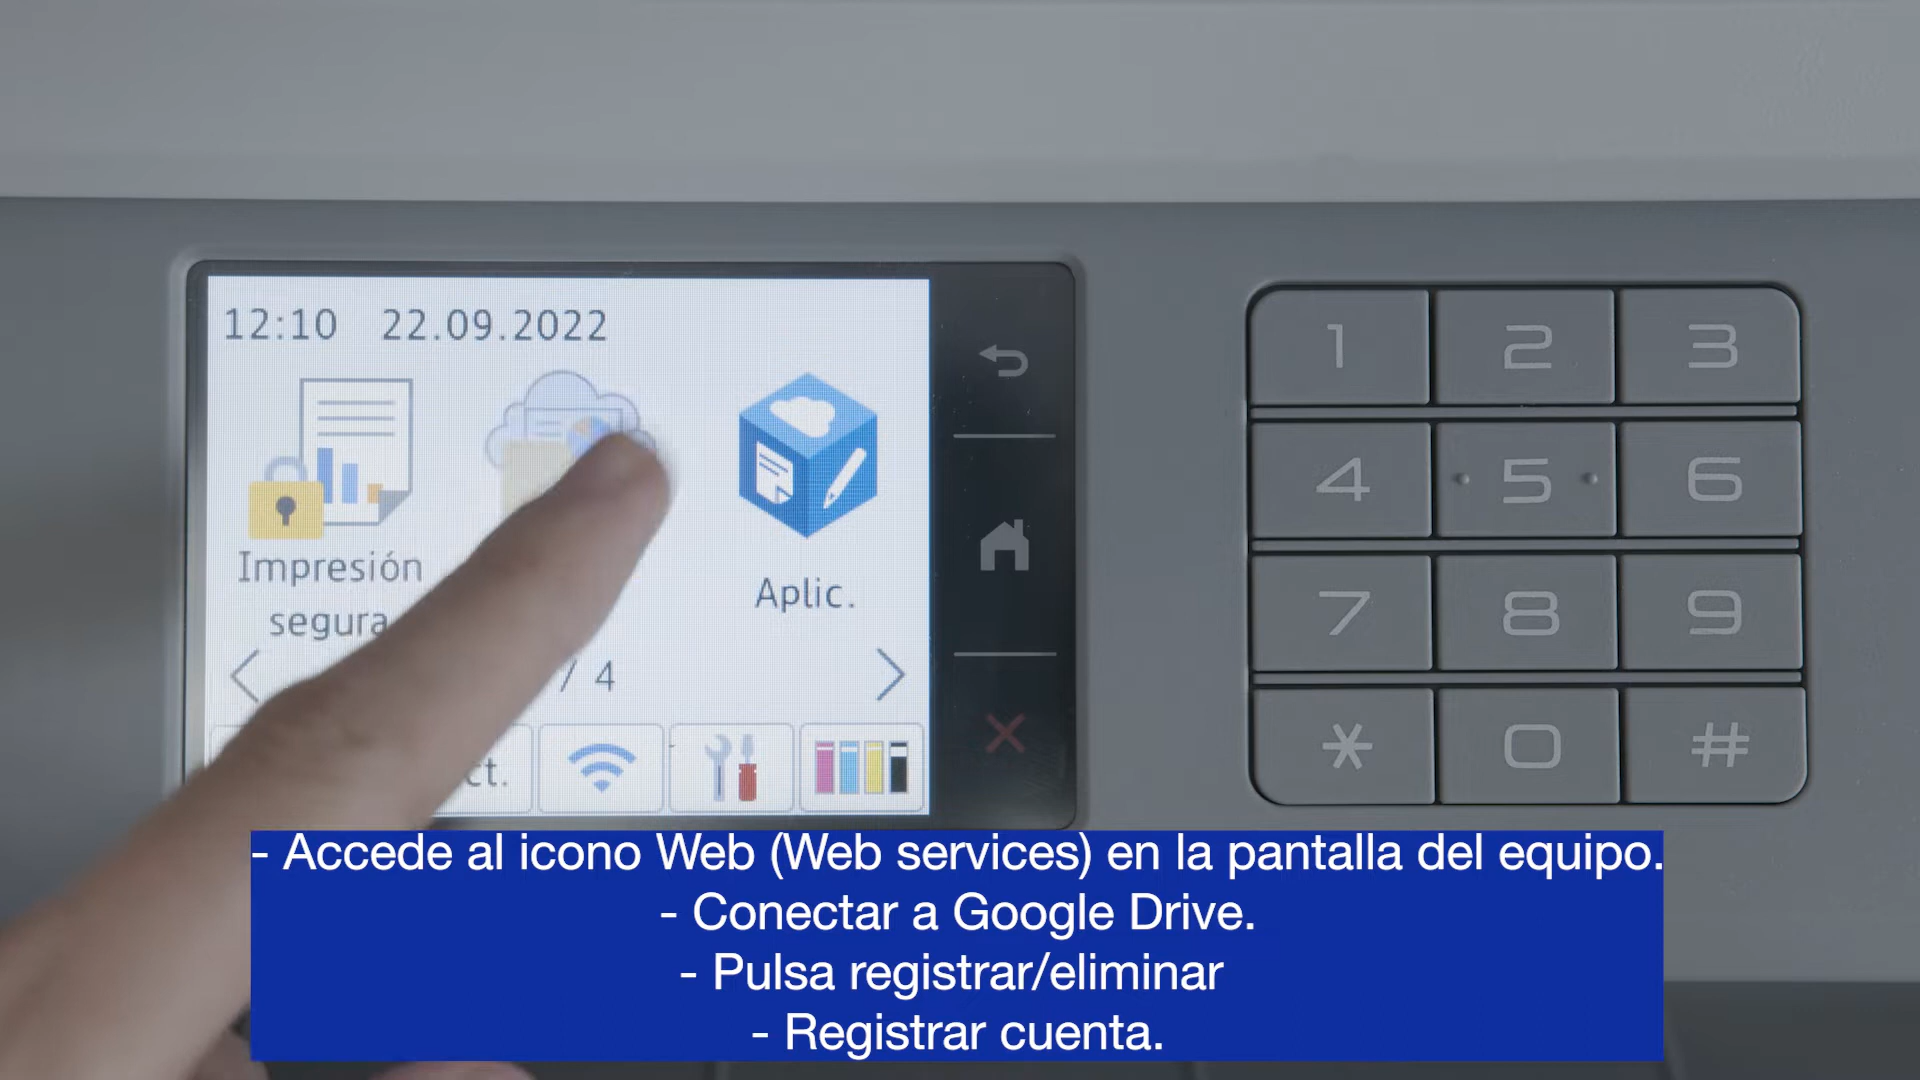 12:10 22.09.2022
Impresión
segura
Aplic.
/ 4
ct.
1 2 3
4 5 6
7 8 9
* 0 #
- Accede al icono Web (Web services) en la pantalla del equipo.
- Conectar a Google Drive.
- Pulsa registrar/eliminar
- Registrar cuenta.